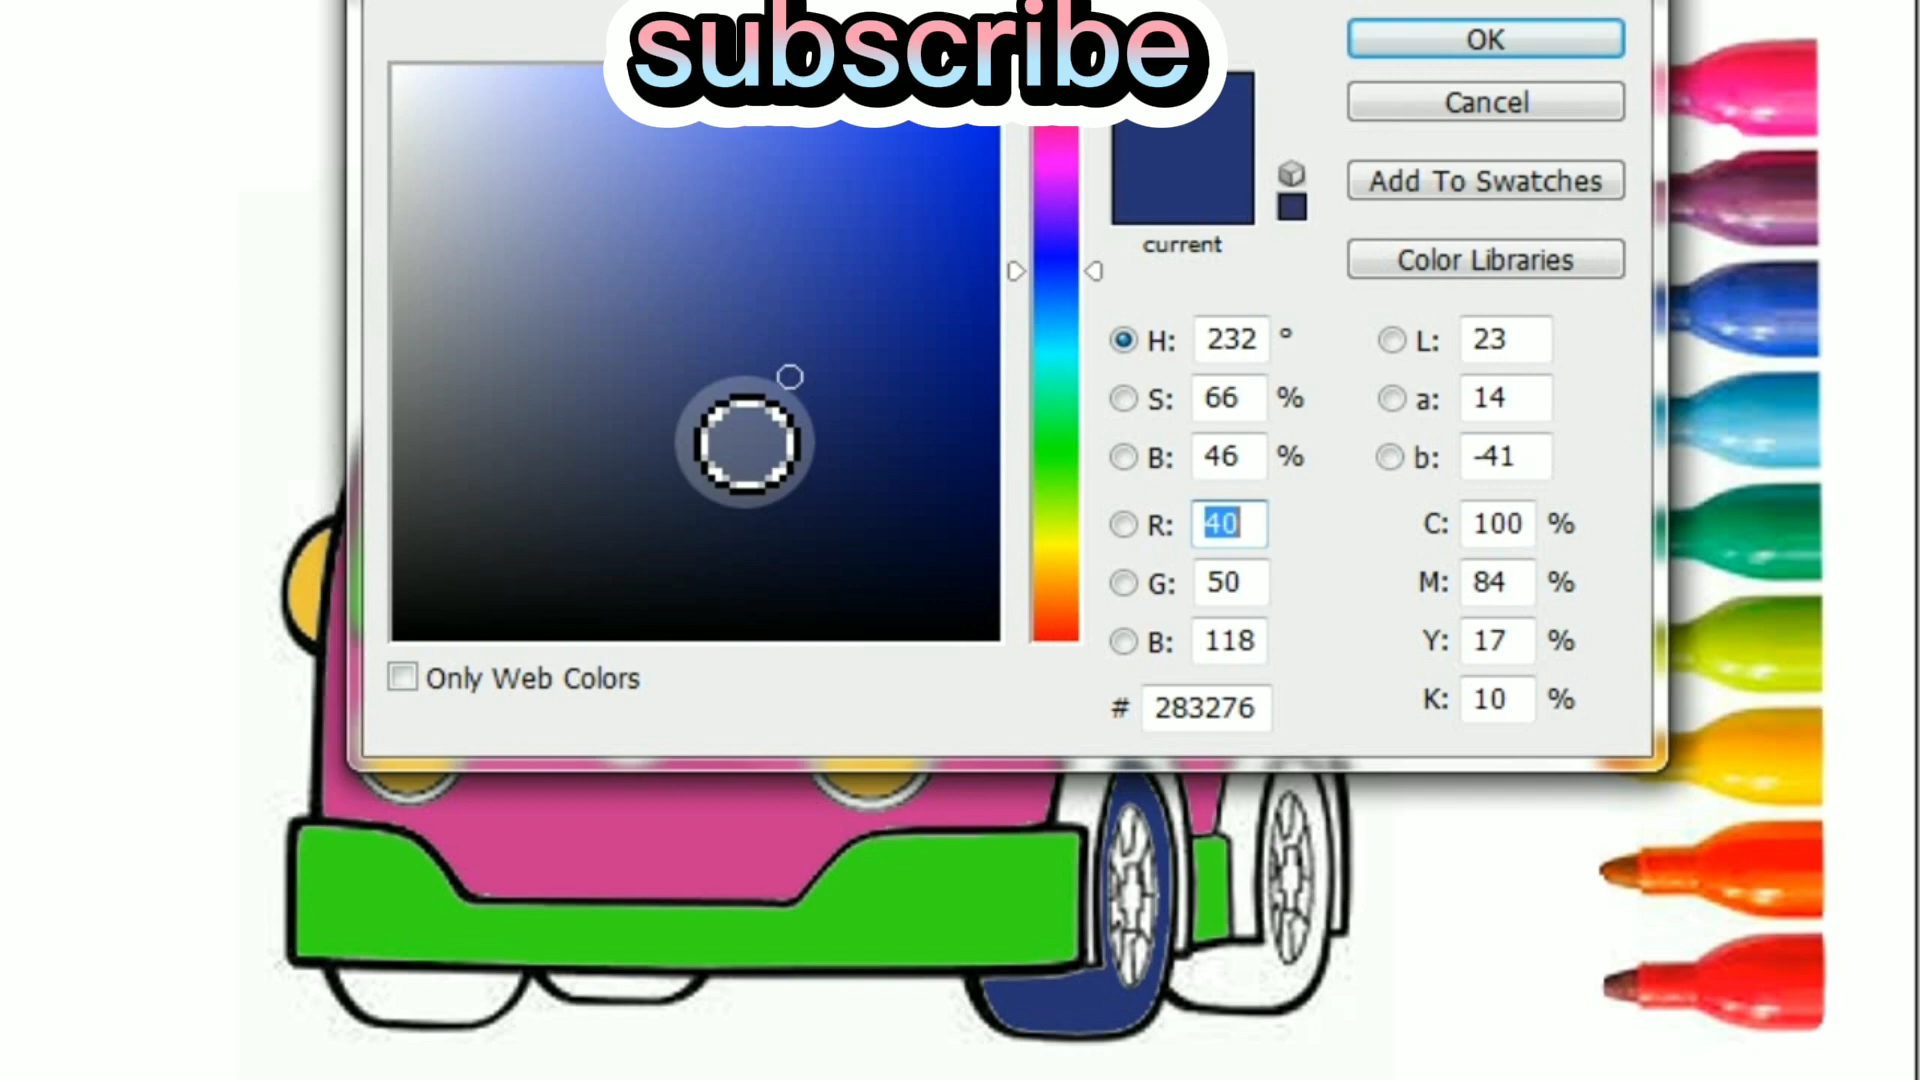 subscribe
OK
Cancel
Add To Swatches
current
Color Libraries
H: 232 ° L: 23
S: 66 % a: 14
B: 46 % b: -41
R: 40 C: 100 %
G: 50 M: 84 %
B: 118 Y: 17 %
Only Web Colors
# 283276 K: 10 %